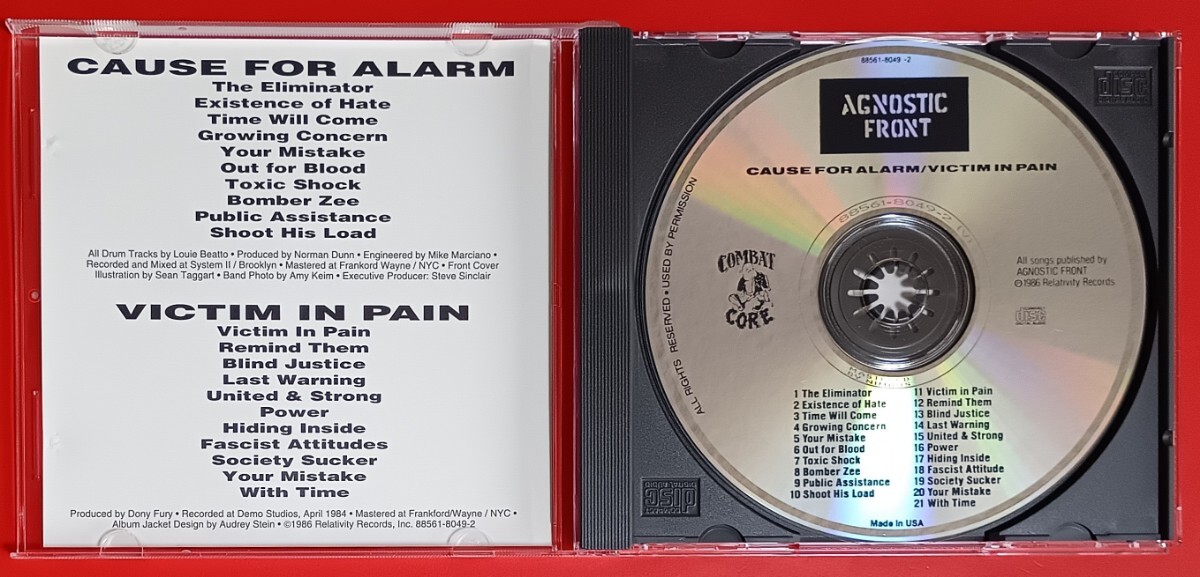 CAUSE FOR ALARM
The Eliminator
Existence of Hate
Time Will Come
Growing Concern
Your Mistake
Out for Blood
Toxic Shock
Bomber Zee
Public Assistance
Shoot His Load
All Drum Tracks by Louie Beatto • Produced by Norman Dunn • Engineered by Mike Marciano •
Recorded and Mixed at System II / Brooklyn • Mastered at Frankord Wayne / NYC • Front Cover
Illustration by Sean Taggart • Band Photo by Amy Keim • Executive Producer: Steve Sinclair
VICTIM IN PAIN
Victim In Pain
Remind Them
Blind Justice
Last Warning
United & Strong
Power
Hiding Inside
Fascist Attitudes
Society Sucker
Your Mistake
With Time
Produced by Dony Fury • Recorded at Demo Studios, April 1984 • Mastered at Frankford/Wayne / NYC •
Album Jacket Design by Audrey Stein • ©1986 Relativity Records, Inc. 88561-8049-2
88561-8049 -2
AGNOSTIC
FRONT
CAUSE FOR ALARM/VICTIM IN PAIN
ALL RIGHTS RESERVED • USED BY PERMISSION
88561-8049-2
COMBAT
CORE
All songs published by
AGNOSTIC FRONT
℗1986 Relativity Records
disc
1 The Eliminator
2 Existence of Hate
3 Time Will Come
4 Growing Concern
5 Your Mistake
6 Out for Blood
7 Toxic Shock
8 Bomber Zee
9 Public Assistance
10 Shoot His Load
11 Victim in Pain
12 Remind Them
13 Blind Justice
14 Last Warning
15 United & Strong
16 Power
17 Hiding Inside
18 Fascist Attitude
19 Society Sucker
20 Your Mistake
21 With Time
Made in USA
disc
COMPACT
disc
DIGITAL AUDIO